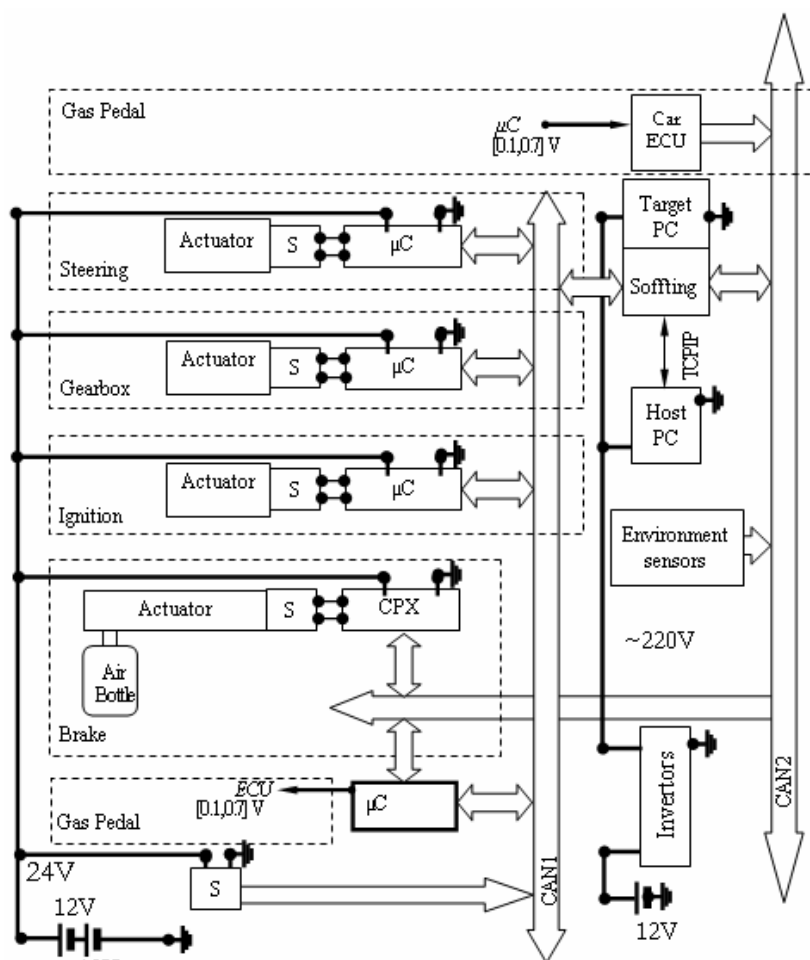 Gas Pedal
µC
[0.1,0.7] V
Car
ECU
Target
PC
Soffting
Steering
Actuator
S
µC
TCPIP
Host
PC
Gearbox
Actuator
S
µC
Ignition
Actuator
S
µC
Environment
sensors
Brake
Actuator
S
CPX
Air
Bottle
~220V
Invertors
12V
CAN2
CAN1
Gas Pedal
ECU
[0.1,0.7] V
µC
S
24V
12V